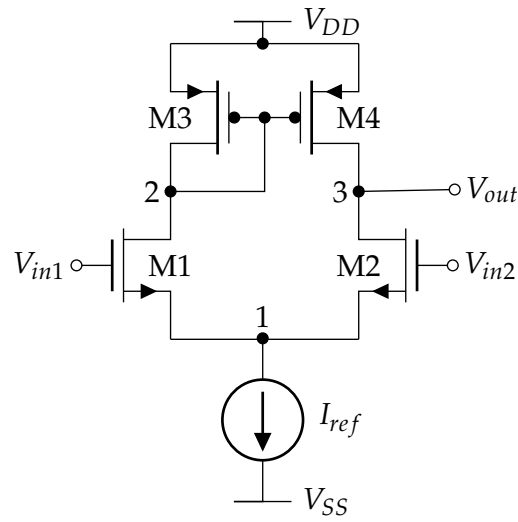 V_{DD}
M3 M4
2 3 V_{out}
V_{in1} M1 M2 V_{in2}
1
I_{ref}
V_{SS}